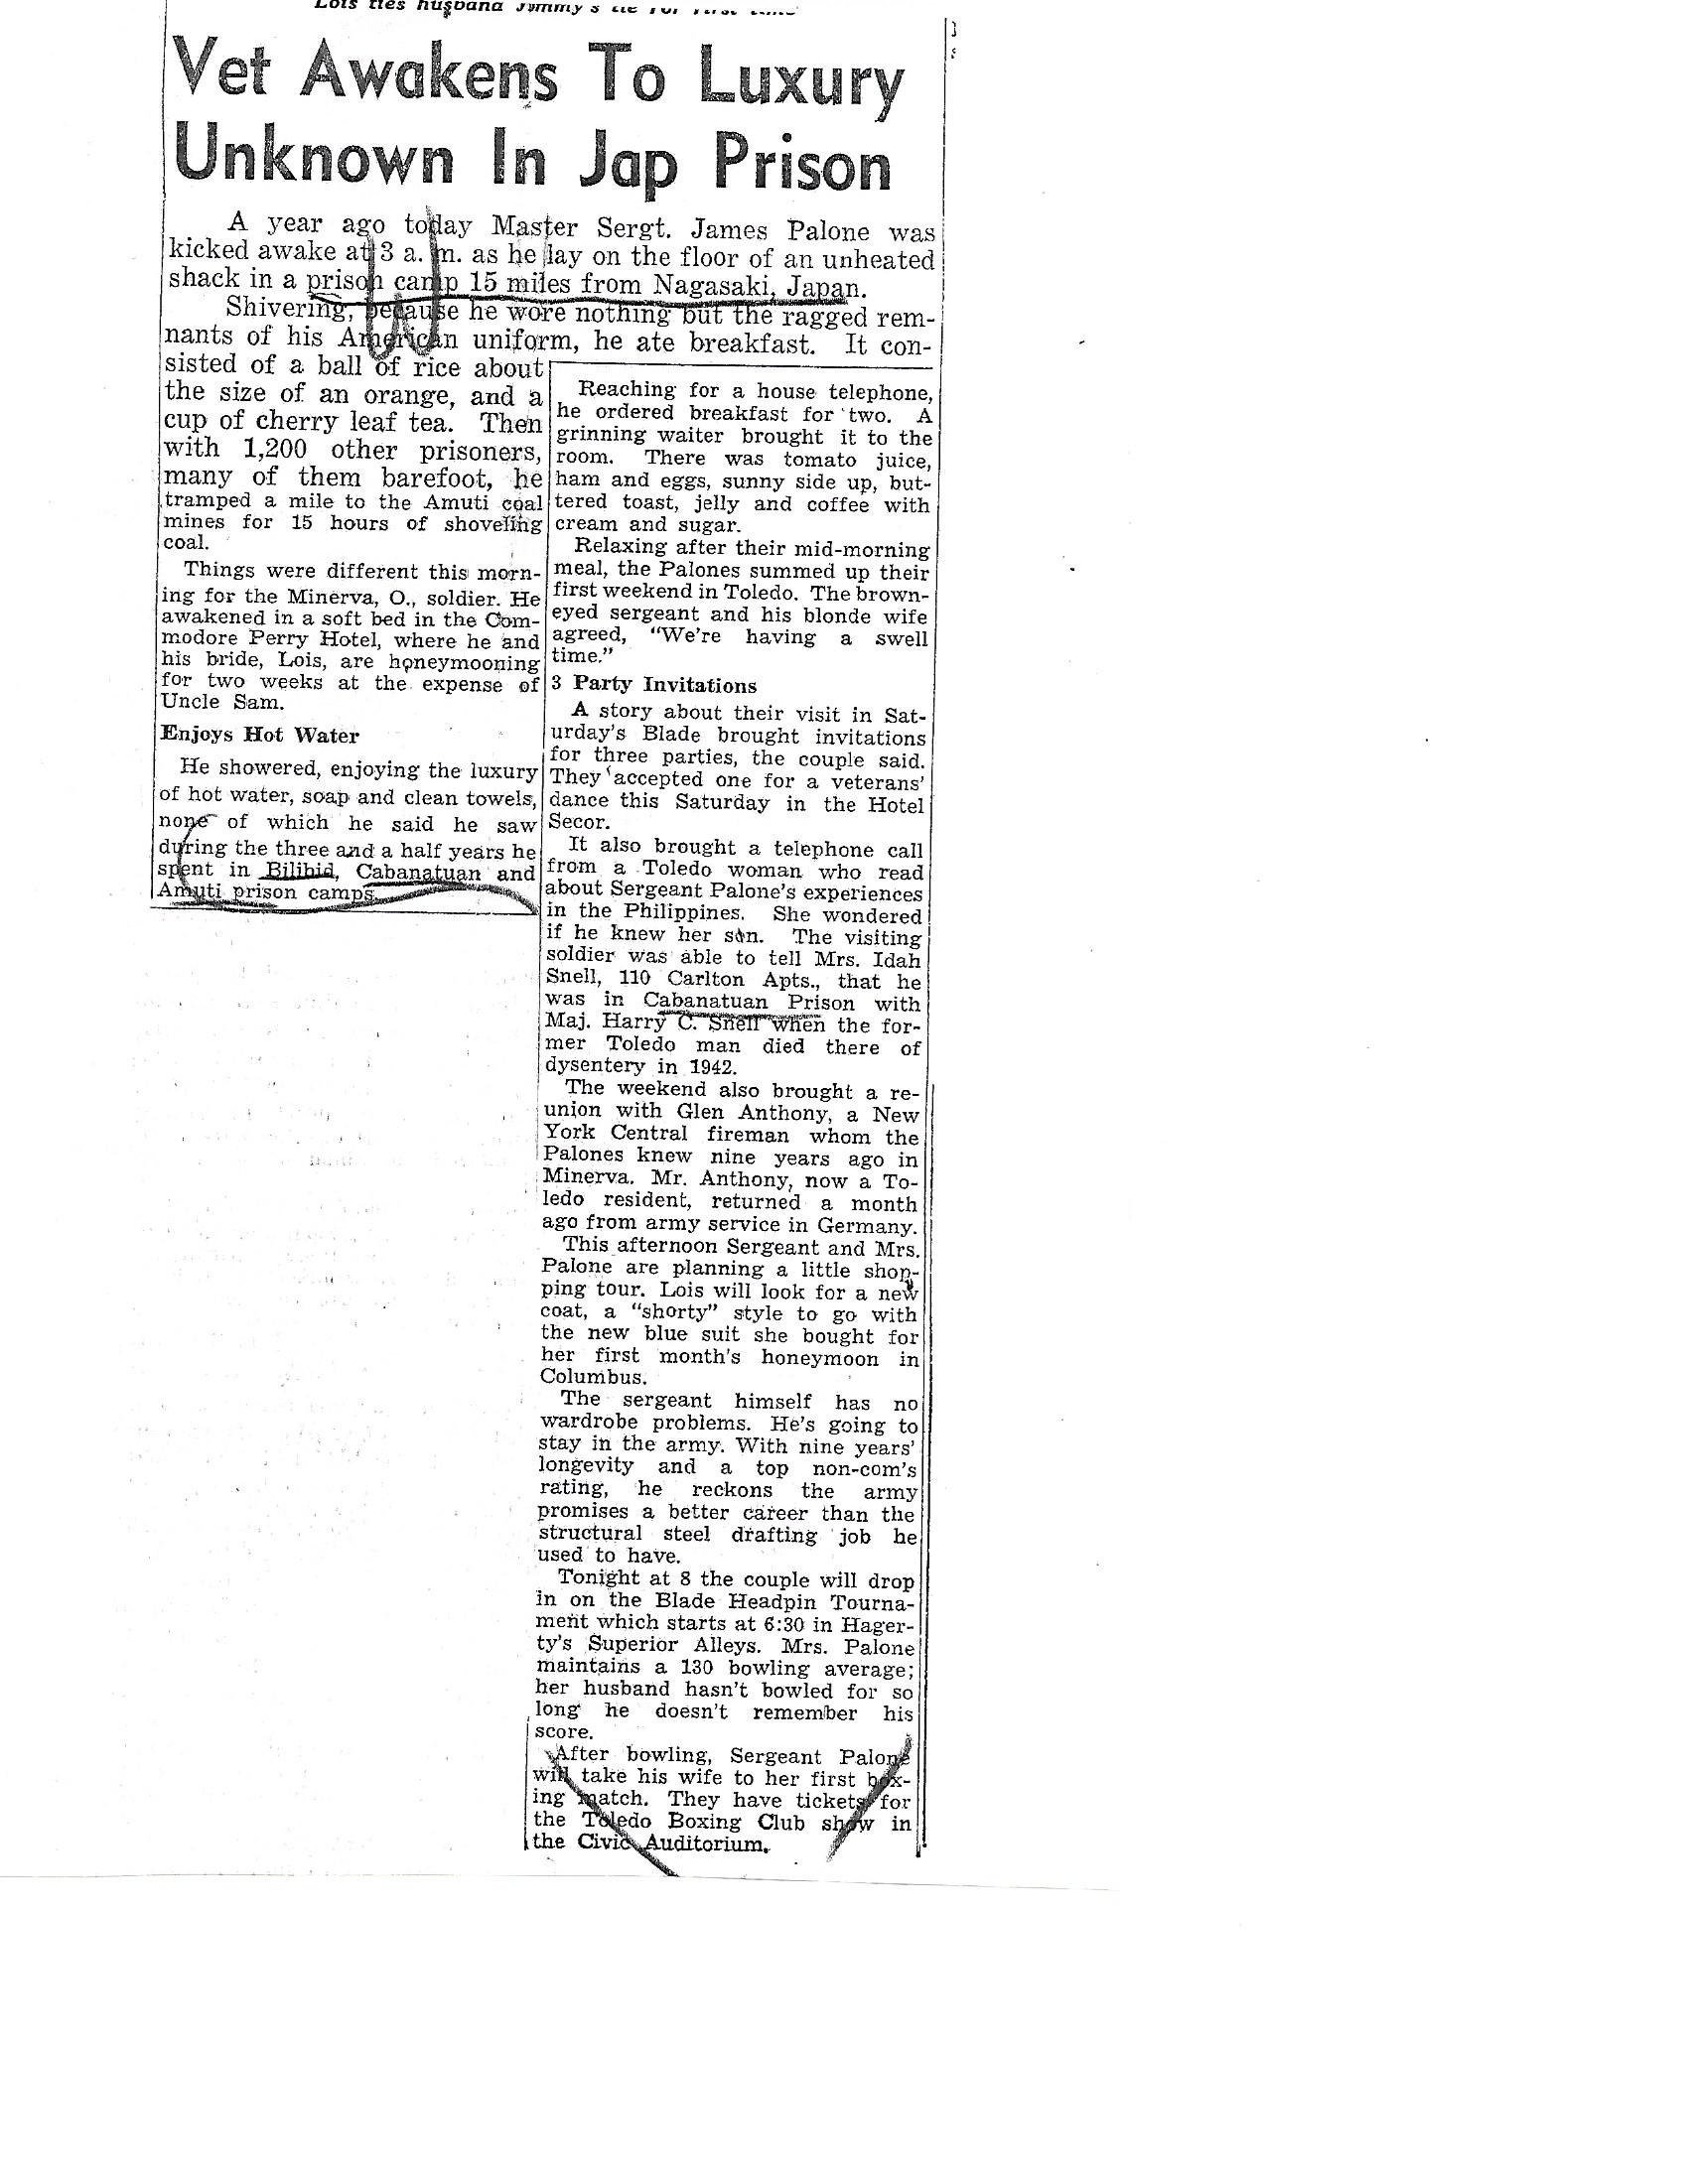 Lois ties husband Jimmy's tie for first time
Vet Awakens To Luxury
Unknown In Jap Prison
A year ago today Master Sergt. James Palone was
kicked awake at 3 a. m. as he lay on the floor of an unheated
shack in a prison camp 15 miles from Nagasaki, Japan.
Shivering, because he wore nothing but the ragged rem-
nants of his American uniform, he ate breakfast. It con-
sisted of a ball of rice about
the size of an orange, and a
cup of cherry leaf tea. Then
with 1,200 other prisoners,
many of them barefoot, he
tramped a mile to the Amuti coal
mines for 15 hours of shoveling
coal.
Things were different this morn-
ing for the Minerva, O., soldier. He
awakened in a soft bed in the Com-
modore Perry Hotel, where he and
his bride, Lois, are honeymooning
for two weeks at the expense of
Uncle Sam.
Enjoys Hot Water
He showered, enjoying the luxury
of hot water, soap and clean towels,
none of which he said he saw
during the three and a half years he
spent in Bilibid, Cabanatuan and
Amuti prison camps.
Reaching for a house telephone,
he ordered breakfast for two. A
grinning waiter brought it to the
room. There was tomato juice,
ham and eggs, sunny side up, but-
tered toast, jelly and coffee with
cream and sugar.
Relaxing after their mid-morning
meal, the Palones summed up their
first weekend in Toledo. The brown-
eyed sergeant and his blonde wife
agreed, "We're having a swell
time."
3 Party Invitations
A story about their visit in Sat-
urday's Blade brought invitations
for three parties, the couple said.
They accepted one for a veterans'
dance this Saturday in the Hotel
Secor.
It also brought a telephone call
from a Toledo woman who read
about Sergeant Palone's experiences
in the Philippines. She wondered
if he knew her son. The visiting
soldier was able to tell Mrs. Idah
Snell, 110 Carlton Apts., that he
was in Cabanatuan Prison with
Maj. Harry C. Snell when the for-
mer Toledo man died there of
dysentery in 1942.
The weekend also brought a re-
union with Glen Anthony, a New
York Central fireman whom the
Palones knew nine years ago in
Minerva. Mr. Anthony, now a To-
ledo resident, returned a month
ago from army service in Germany.
This afternoon Sergeant and Mrs.
Palone are planning a little shop-
ping tour. Lois will look for a new
coat, a "shorty" style to go with
the new blue suit she bought for
her first month's honeymoon in
Columbus.
The sergeant himself has no
wardrobe problems. He's going to
stay in the army. With nine years'
longevity and a top non-com's
rating, he reckons the army
promises a better career than the
structural steel drafting job he
used to have.
Tonight at 8 the couple will drop
in on the Blade Headpin Tourna-
ment which starts at 6:30 in Hager-
ty's Superior Alleys. Mrs. Palone
maintains a 130 bowling average;
her husband hasn't bowled for so
long he doesn't remember his
score.
After bowling, Sergeant Palone
will take his wife to her first box-
ing match. They have tickets for
the Toledo Boxing Club show in
the Civic Auditorium.